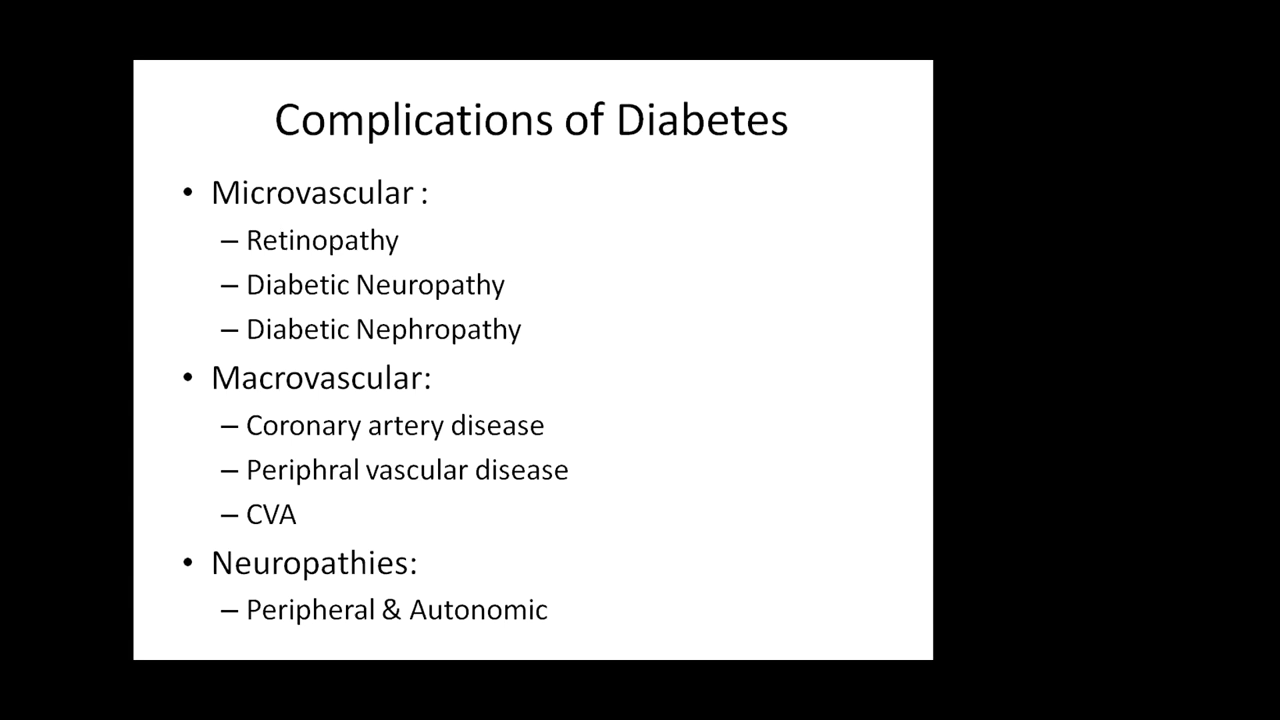 Complications of Diabetes
• Microvascular :
– Retinopathy
– Diabetic Neuropathy
– Diabetic Nephropathy
• Macrovascular:
– Coronary artery disease
– Periphral vascular disease
– CVA
• Neuropathies:
– Peripheral & Autonomic